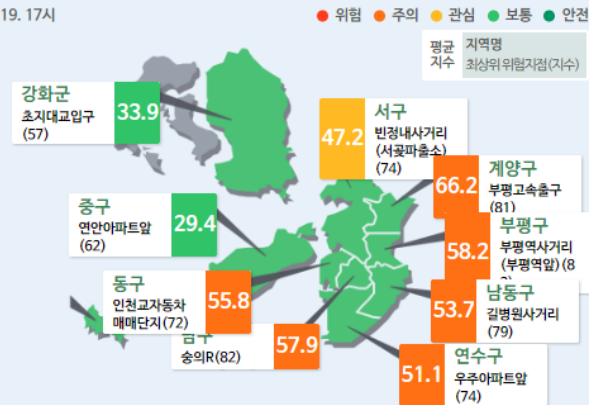 19. 17시
위험 주의 관심 보통 안전
평균 지수
지역명
최상위 위험지점(지수)
강화군
초지대교입구
(57)
33.9
47.2
서구
빈정내사거리
(서곶파출소)
(74)
66.2
계양구
부평고속출구
(81)
중구
연안아파트앞
(62)
29.4
58.2
부평구
부평역사거리
(부평역앞) (8
동구
인천교자동차
매매단지(72)
55.8
53.7
남동구
길병원사거리
(79)
남구
숭의R(82)
57.9
51.1
연수구
우주아파트앞
(74)